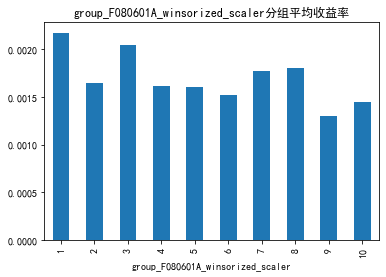 group_F080601A_winsorized_scaler分组平均收益率
0.0020
0.0015
0.0010
0.0005
0.0000
1 2 3 4 5 6 7 8 9 10
group_F080601A_winsorized_scaler